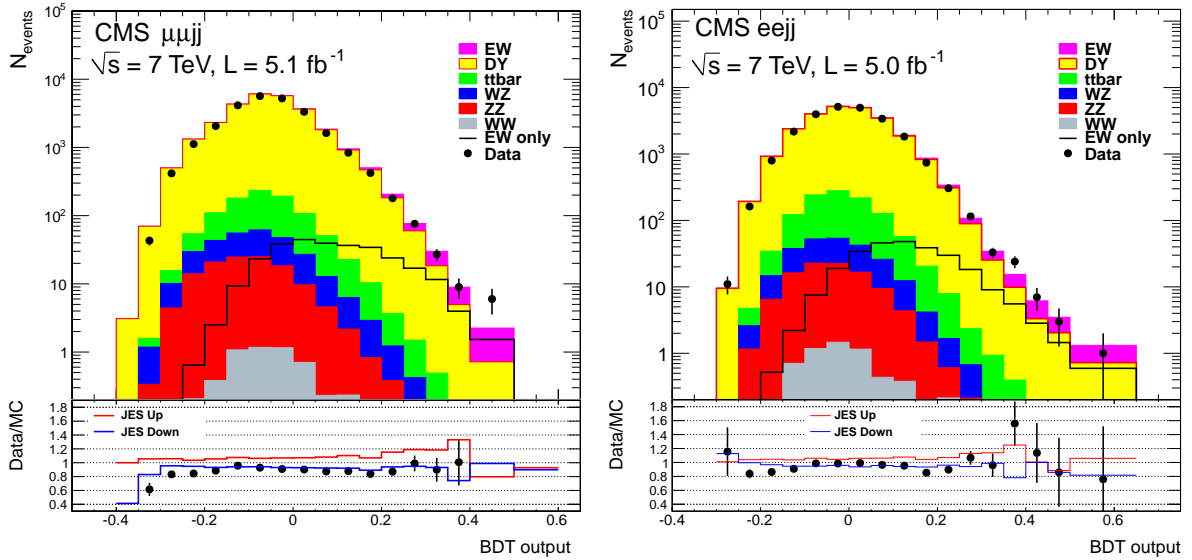 CMS μμjj
√s = 7 TeV, L = 5.1 fb-1
N events
10^5
10^4
10^3
10^2
10
1
EW
DY
ttbar
WZ
ZZ
WW
EW only
Data
Data/MC
1.8
1.6
1.4
1.2
1
0.8
0.6
0.4
JES Up
JES Down
-0.4 -0.2 0 0.2 0.4 0.6
BDT output
CMS eejj
√s = 7 TeV, L = 5.0 fb-1
N events
10^5
10^4
10^3
10^2
10
1
EW
DY
ttbar
WZ
ZZ
WW
EW only
Data
Data/MC
1.8
1.6
1.4
1.2
1
0.8
0.6
0.4
JES Up
JES Down
-0.4 -0.2 0 0.2 0.4 0.6
BDT output